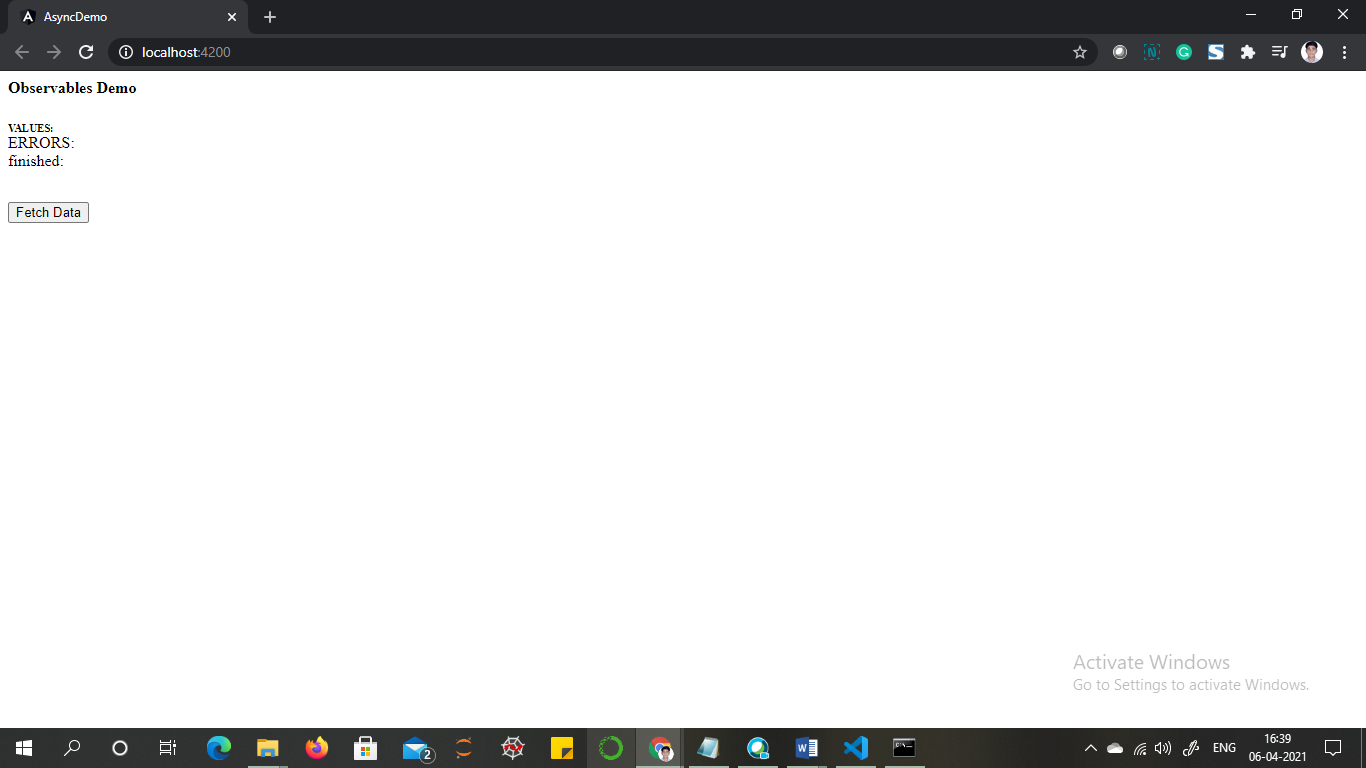 AsyncDemo
localhost:4200
Observables Demo
VALUES:
ERRORS:
finished:
Fetch Data
Activate Windows
Go to Settings to activate Windows.
2
ENG
16:39
06-04-2021